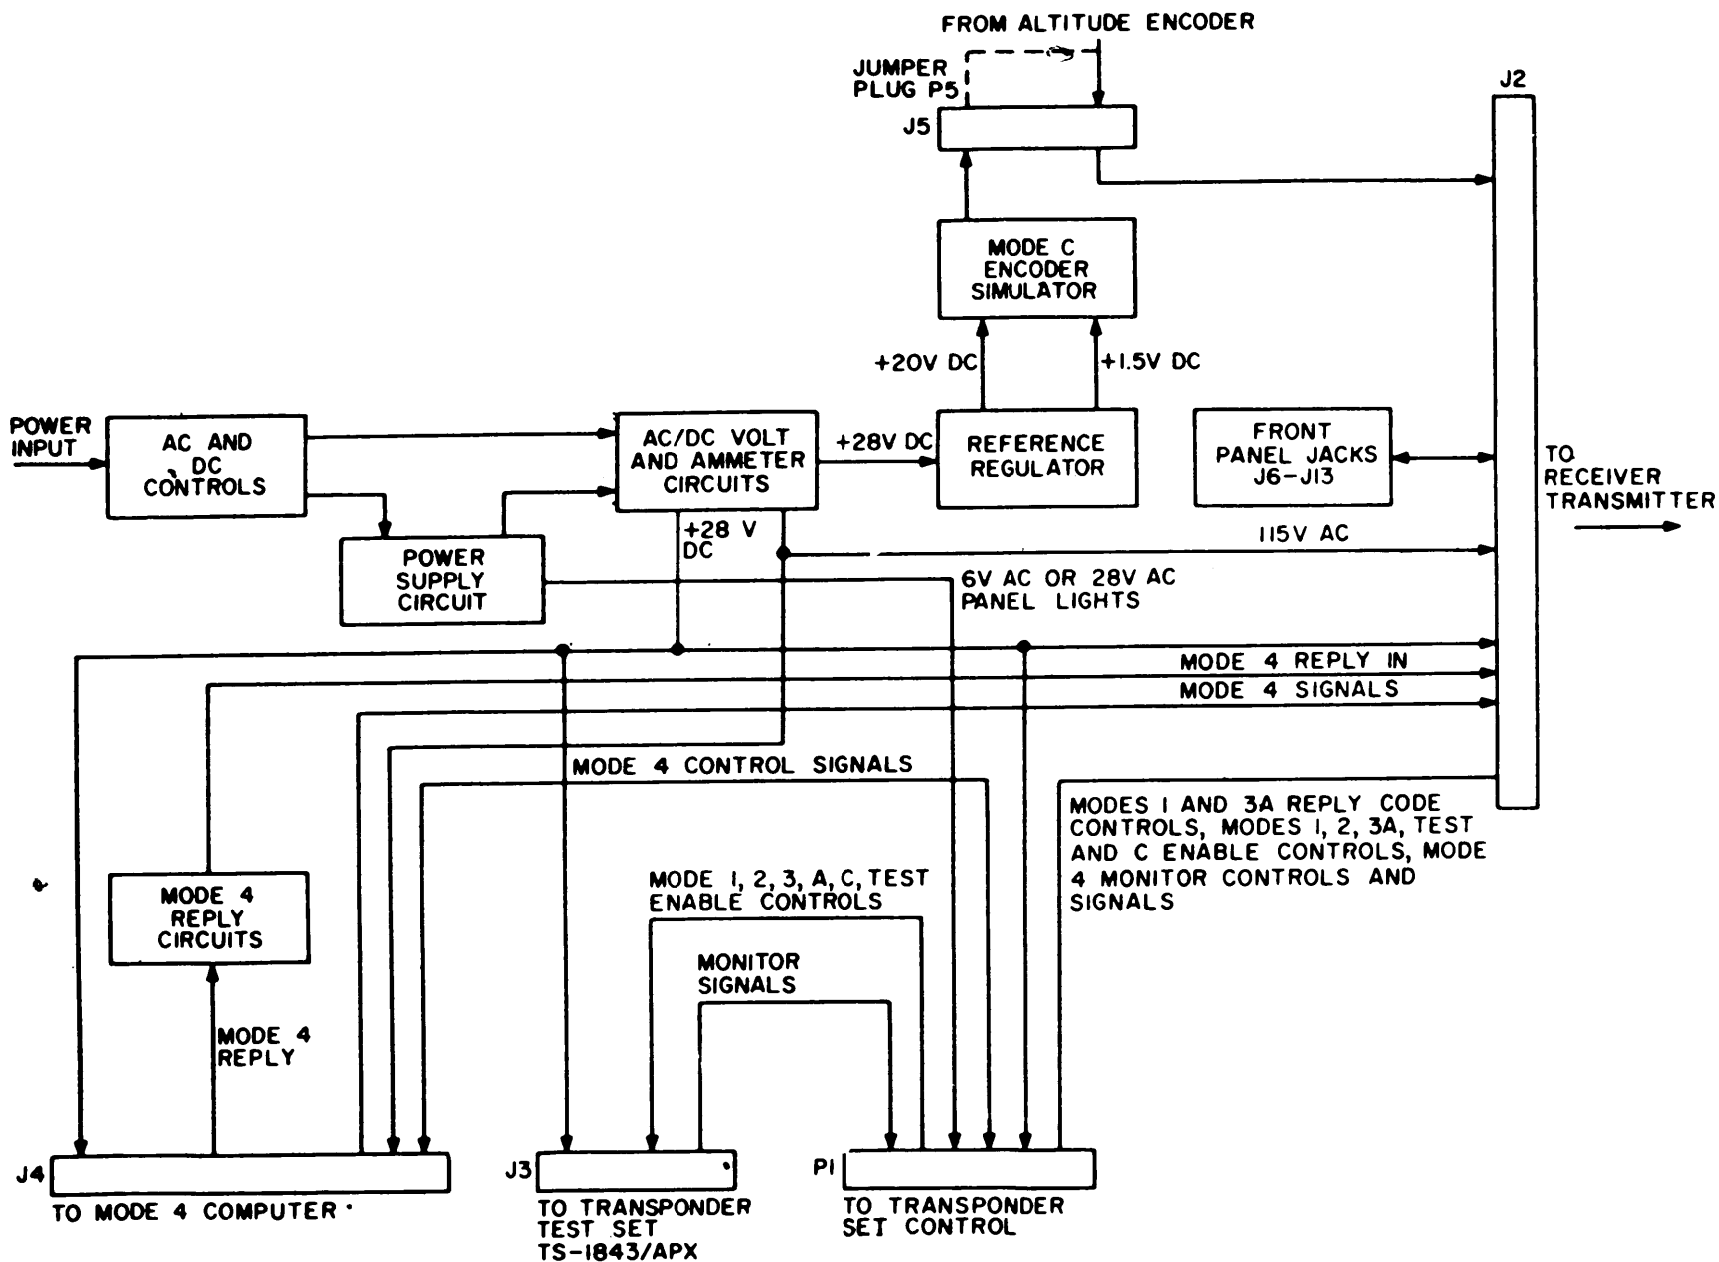 FROM ALTITUDE ENCODER
JUMPER
PLUG P5
J5
J2
MODE C
ENCODER
SIMULATOR
+20V DC
+1.5V DC
POWER
INPUT
AC AND
DC
CONTROLS
AC/DC VOLT
AND AMMETER
CIRCUITS
+28V DC
REFERENCE
REGULATOR
FRONT
PANEL JACKS
J6-J13
TO
RECEIVER
TRANSMITTER
+28 V
DC
115V AC
POWER
SUPPLY
CIRCUIT
6V AC OR 28V AC
PANEL LIGHTS
MODE 4 REPLY IN
MODE 4 SIGNALS
MODE 4 CONTROL SIGNALS
MODES 1 AND 3A REPLY CODE
CONTROLS, MODES 1, 2, 3A, TEST
AND C ENABLE CONTROLS, MODE
4 MONITOR CONTROLS AND
SIGNALS
MODE 4
REPLY
CIRCUITS
MODE 1, 2, 3, A, C, TEST
ENABLE CONTROLS
MONITOR
SIGNALS
MODE 4
REPLY
J4
TO MODE 4 COMPUTER
J3
TO TRANSPONDER
TEST SET
TS-1843/APX
P1
TO TRANSPONDER
SET CONTROL